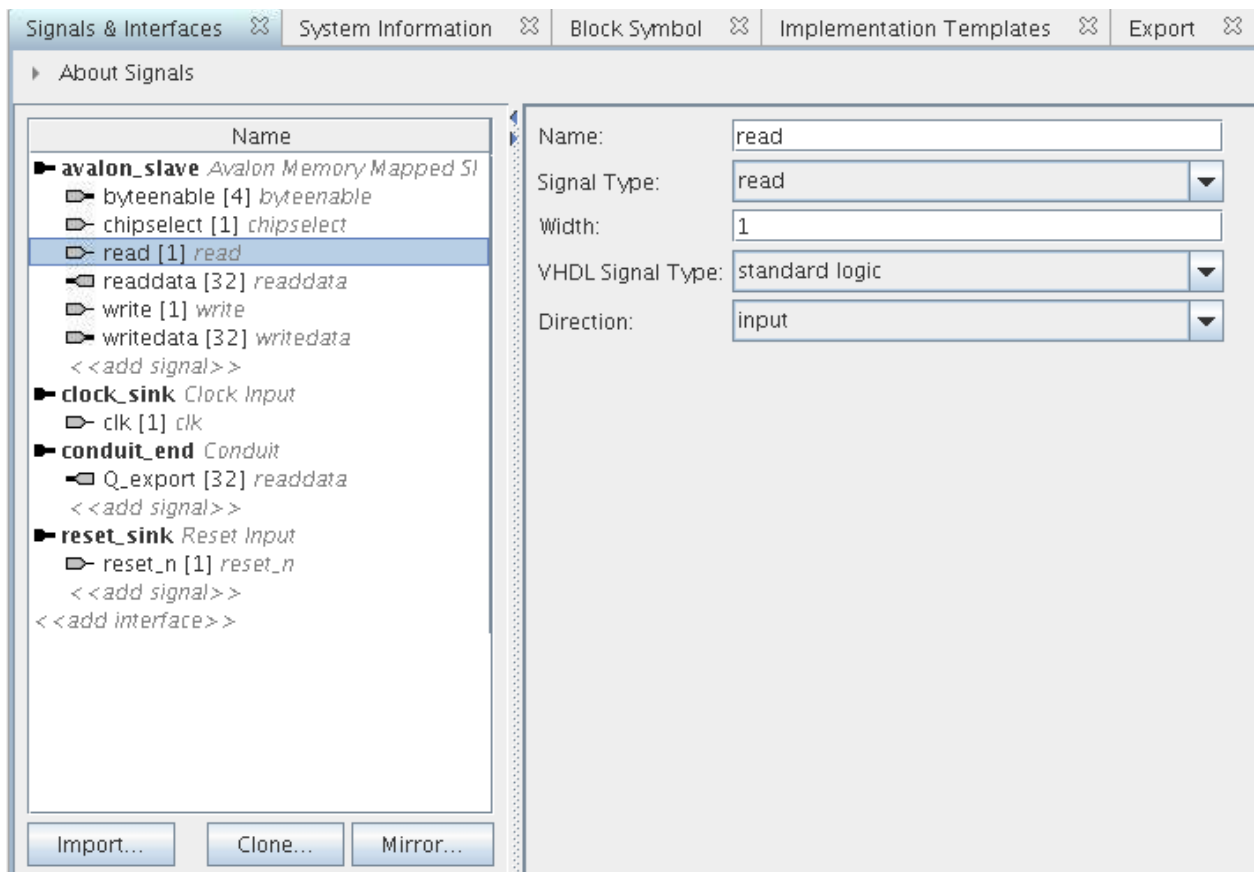 Signals & Interfaces System Information Block Symbol Implementation Templates Export
About Signals
Name
avalon_slave Avalon Memory Mapped Sl
byteenable [4] byteenable
chipselect [1] chipselect
read [1] read
readdata [32] readdata
write [1] write
writedata [32] writedata
<<add signal>>
clock_sink Clock Input
clk [1] clk
conduit_end Conduit
Q_export [32] readdata
<<add signal>>
reset_sink Reset Input
reset_n [1] reset_n
<<add signal>>
<<add interface>>
Import... Clone... Mirror...
Name: read
Signal Type: read
Width: 1
VHDL Signal Type: standard logic
Direction: input